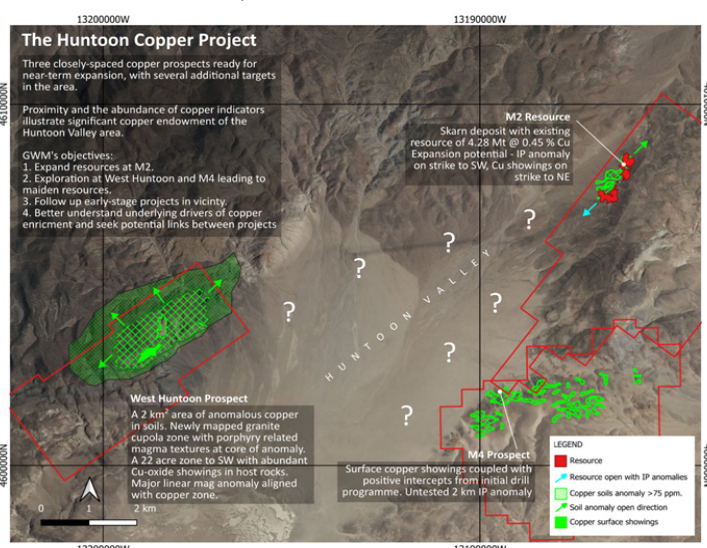 13200000W
13190000W
The Huntoon Copper Project
Three closely-spaced copper prospects ready for
near-term expansion, with several additional targets
in the area.
Proximity and the abundance of copper indicators
illustrate significant copper endowment of the
Huntoon Valley area.
GWM's objectives:
1. Expand resources at M2.
2. Exploration at West Huntoon and M4 leading to
maiden resources.
3. Follow up early-stage projects in vicinity.
4. Better understand underlying drivers of copper
enricment and seek potential links between projects
4610000N
4610000N
M2 Resource
Skarn deposit with existing
resource of 4.28 Mt @ 0.45 % Cu
Expansion potential - IP anomaly
on strike to SW, Cu showings on
strike to NE
?
?
?
?
?
?
?
HUNTOON VALLEY
West Huntoon Prospect
A 2 km² area of anomalous copper
in soils. Newly mapped granite
cupola zone with porphyry related
magma textures at core of anomaly.
A 22 acre zone to SW with abundant
Cu-oxide showings in host rocks.
Major linear mag anomaly aligned
with copper zone.
M4 Prospect
Surface copper showings coupled with
positive intercepts from initial drill
programme. Untested 2 km IP anomaly
LEGEND
Resource
Resource open with IP anomalies
Copper soils anomaly >75 ppm.
Soil anomaly open direction
Copper surface showings
4600000N
4600000N
0 1 2 km
13200000W
13190000W